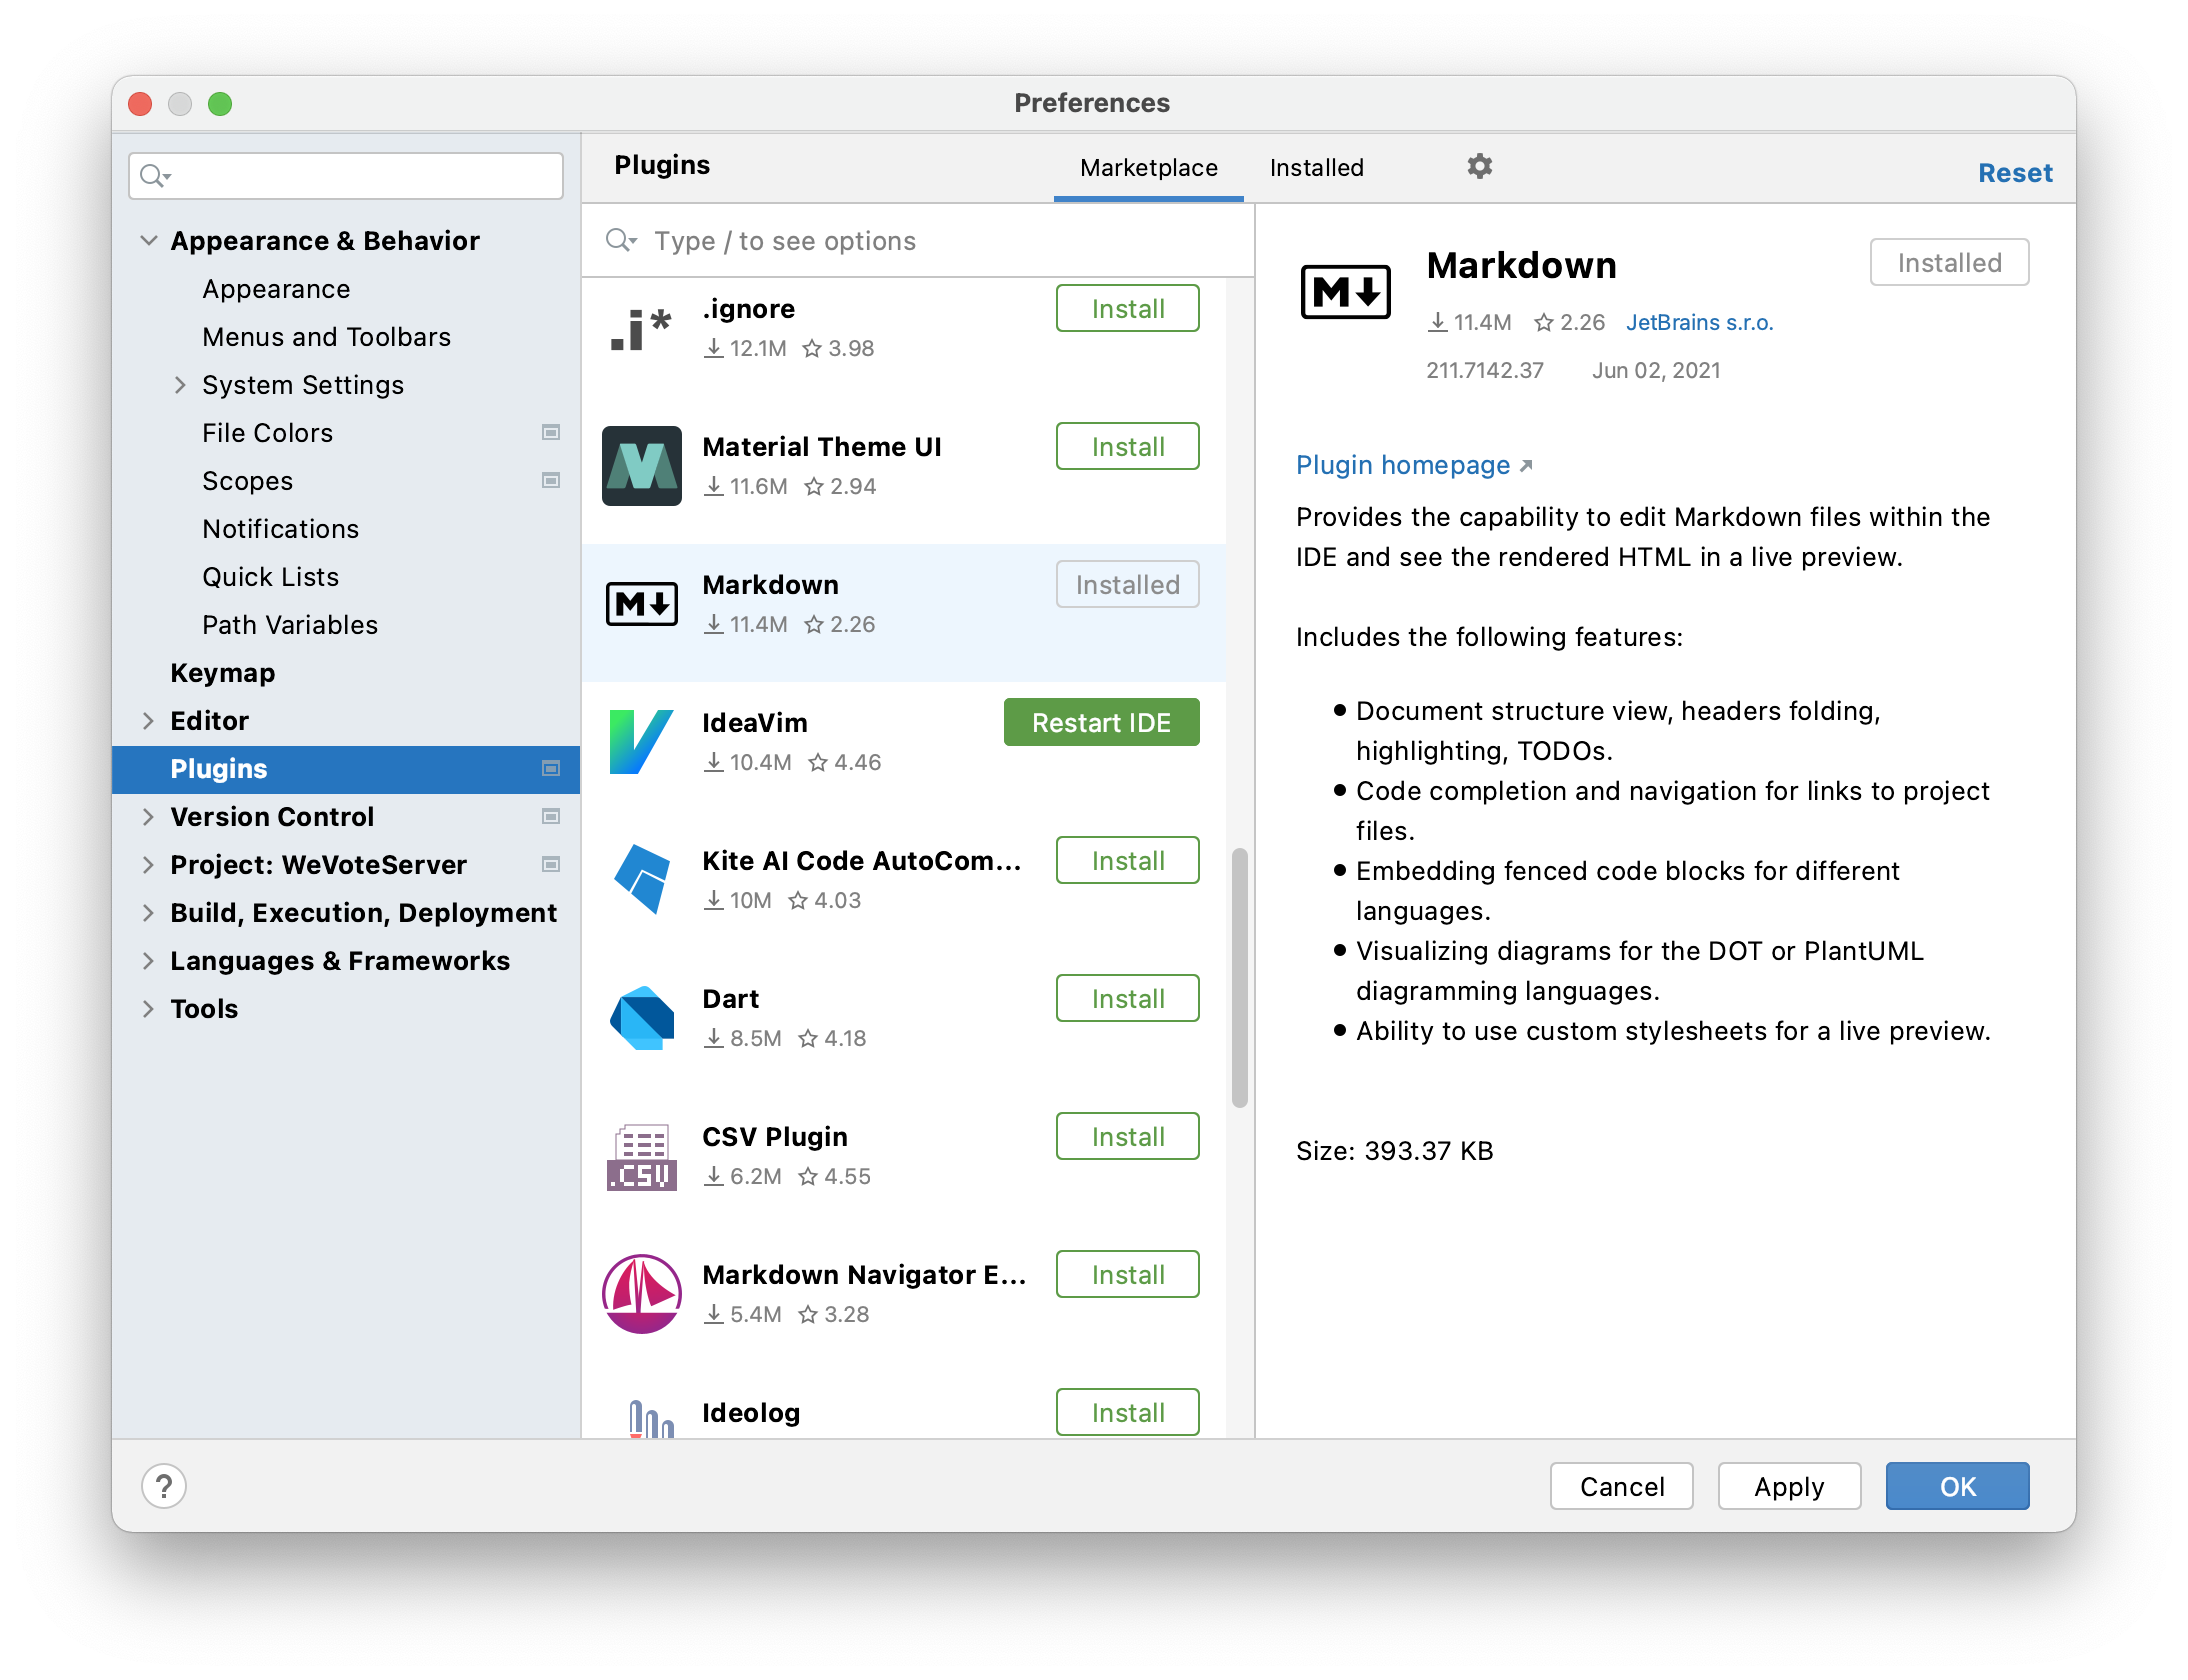 Preferences
Appearance & Behavior
Appearance
Menus and Toolbars
System Settings
File Colors
Scopes
Notifications
Quick Lists
Path Variables
Keymap
Editor
Plugins
Version Control
Project: WeVoteServer
Build, Execution, Deployment
Languages & Frameworks
Tools
Plugins
Marketplace
Installed
Reset
Type / to see options
.i*
.ignore
12.1M 3.98
Install
Material Theme UI
11.6M 2.94
Install
M
Markdown
11.4M 2.26
Installed
IdeaVim
10.4M 4.46
Restart IDE
Kite AI Code AutoCom...
10M 4.03
Install
Dart
8.5M 4.18
Install
.CSV
CSV Plugin
6.2M 4.55
Install
Markdown Navigator E...
5.4M 3.28
Install
Ideolog
Install
M
Markdown
Installed
11.4M 2.26 JetBrains s.r.o.
211.7142.37 Jun 02, 2021
Plugin homepage
Provides the capability to edit Markdown files within the
IDE and see the rendered HTML in a live preview.
Includes the following features:
Document structure view, headers folding,
highlighting, TODOs.
Code completion and navigation for links to project
files.
Embedding fenced code blocks for different
languages.
Visualizing diagrams for the DOT or PlantUML
diagramming languages.
Ability to use custom stylesheets for a live preview.
Size: 393.37 KB
?
Cancel
Apply
OK